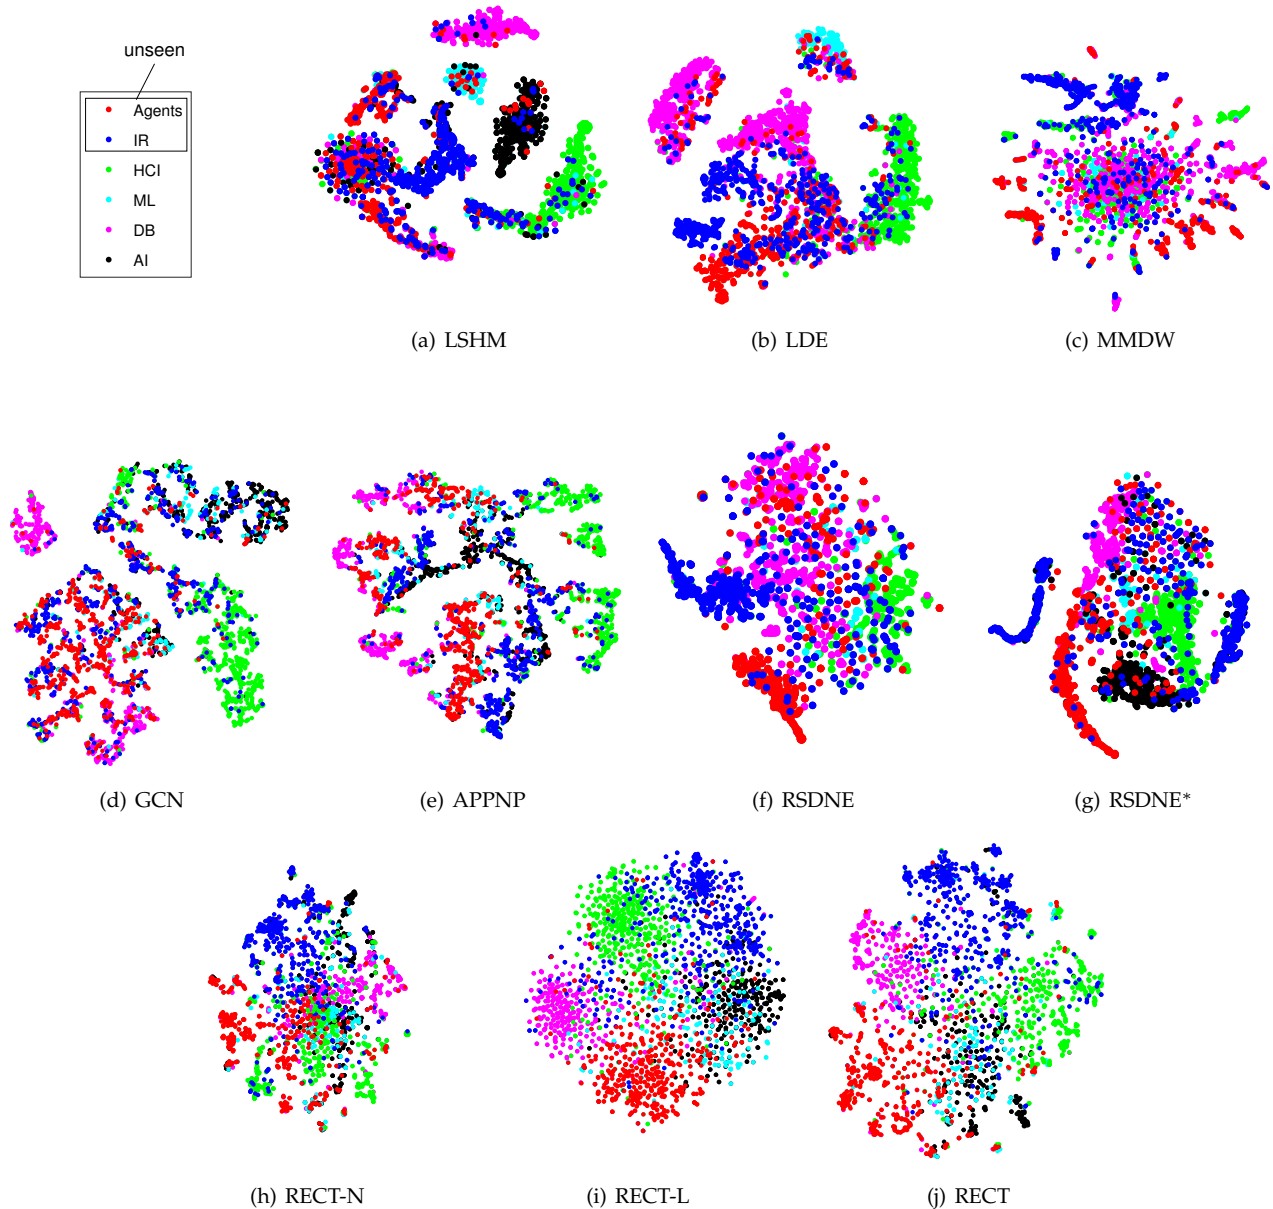 unseen
Agents
IR
HCI
ML
DB
AI
(a) LSHM
(b) LDE
(c) MMDW
(d) GCN
(e) APPNP
(f) RSDNE
(g) RSDNE*
(h) RECT-N
(i) RECT-L
(j) RECT